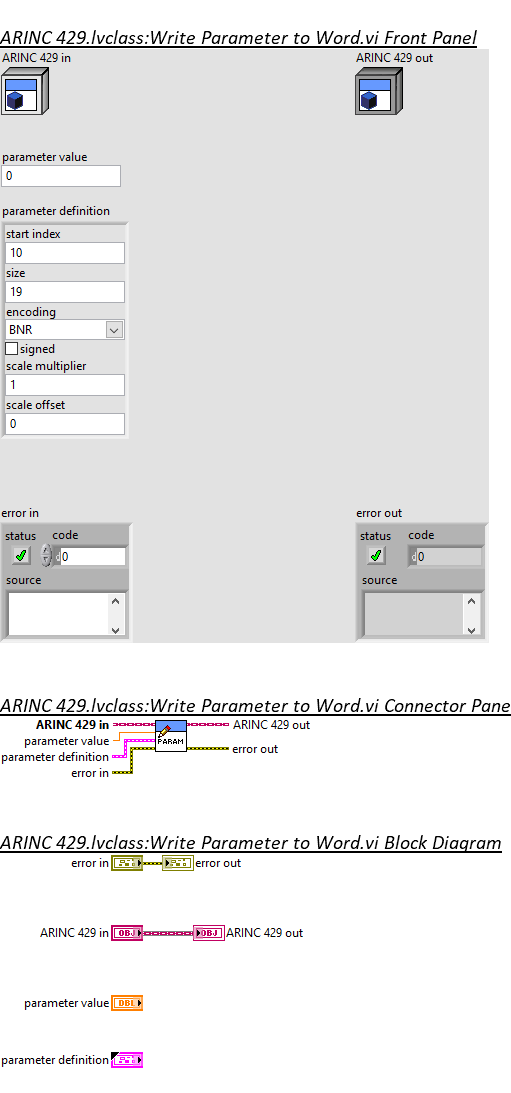 ARINC 429.lvclass:Write Parameter to Word.vi Front Panel
ARINC 429 in
ARINC 429 out
parameter value
0
parameter definition
start index
10
size
19
encoding
BNR
signed
scale multiplier
1
scale offset
0
error in
error out
status code
status code
d0
d0
source
source
ARINC 429.lvclass:Write Parameter to Word.vi Connector Pane
ARINC 429 in
ARINC 429 out
parameter value
PARAM
parameter definition
error out
error in
ARINC 429.lvclass:Write Parameter to Word.vi Block Diagram
error in
error out
ARINC 429 in
OBJ
OBJ
ARINC 429 out
parameter value
DBL
parameter definition